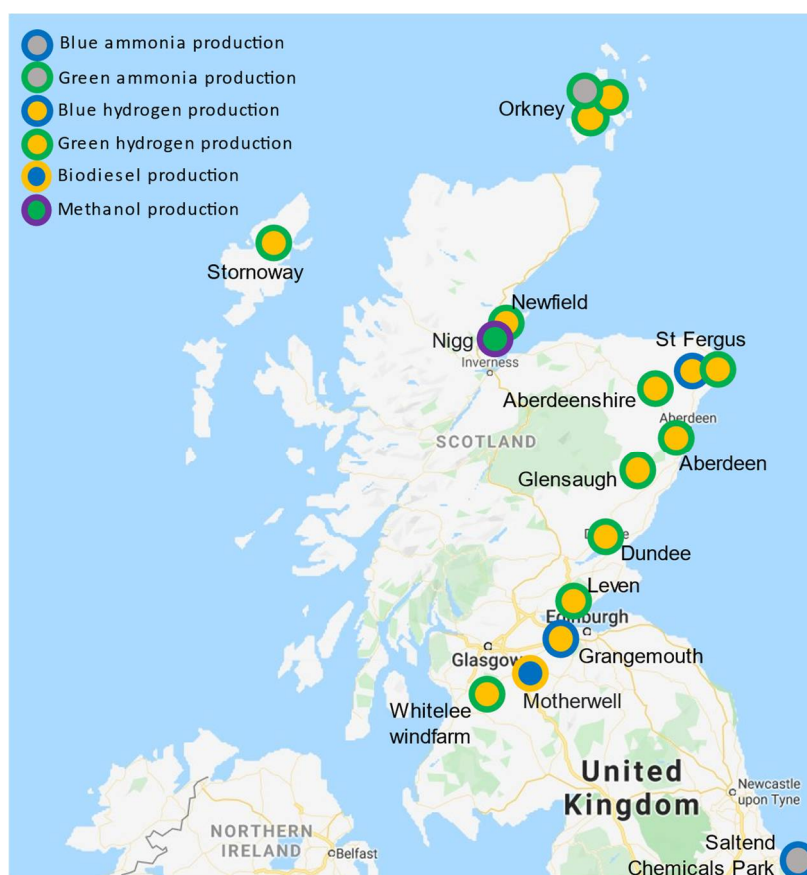 Blue ammonia production
Green ammonia production
Blue hydrogen production
Green hydrogen production
Biodiesel production
Methanol production
Orkney
Stornoway
Newfield
Nigg
Inverness
St Fergus
Aberdeenshire
Aberdeen
SCOTLAND
Aberdeen
Glensaugh
Dundee
Leven
Edinburgh
Glasgow
Grangemouth
Motherwell
Whitelee
windfarm
United
Kingdom
Newcastle
upon Tyne
NORTHERN
IRELAND
Belfast
Saltend
Chemicals Park